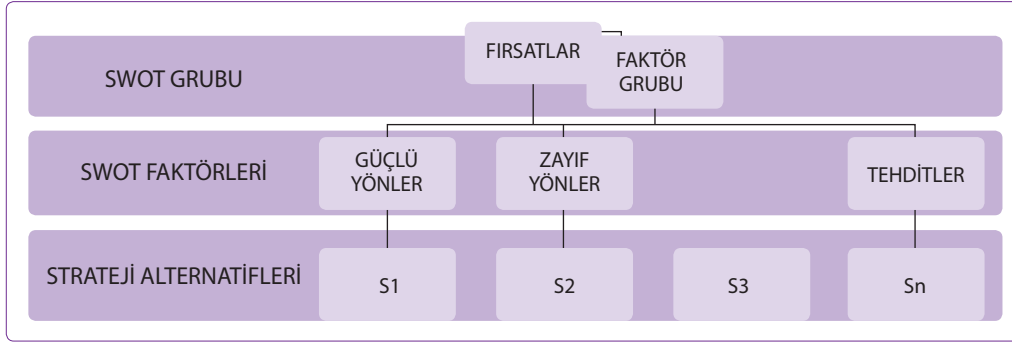 SWOT GRUBU
FIRSATLAR
FAKTÖR
GRUBU
SWOT FAKTÖRLERİ
GÜÇLÜ
YÖNLER
ZAYIF
YÖNLER
TEHDİTLER
STRATEJİ ALTERNATİFLERİ
S1
S2
S3
Sn